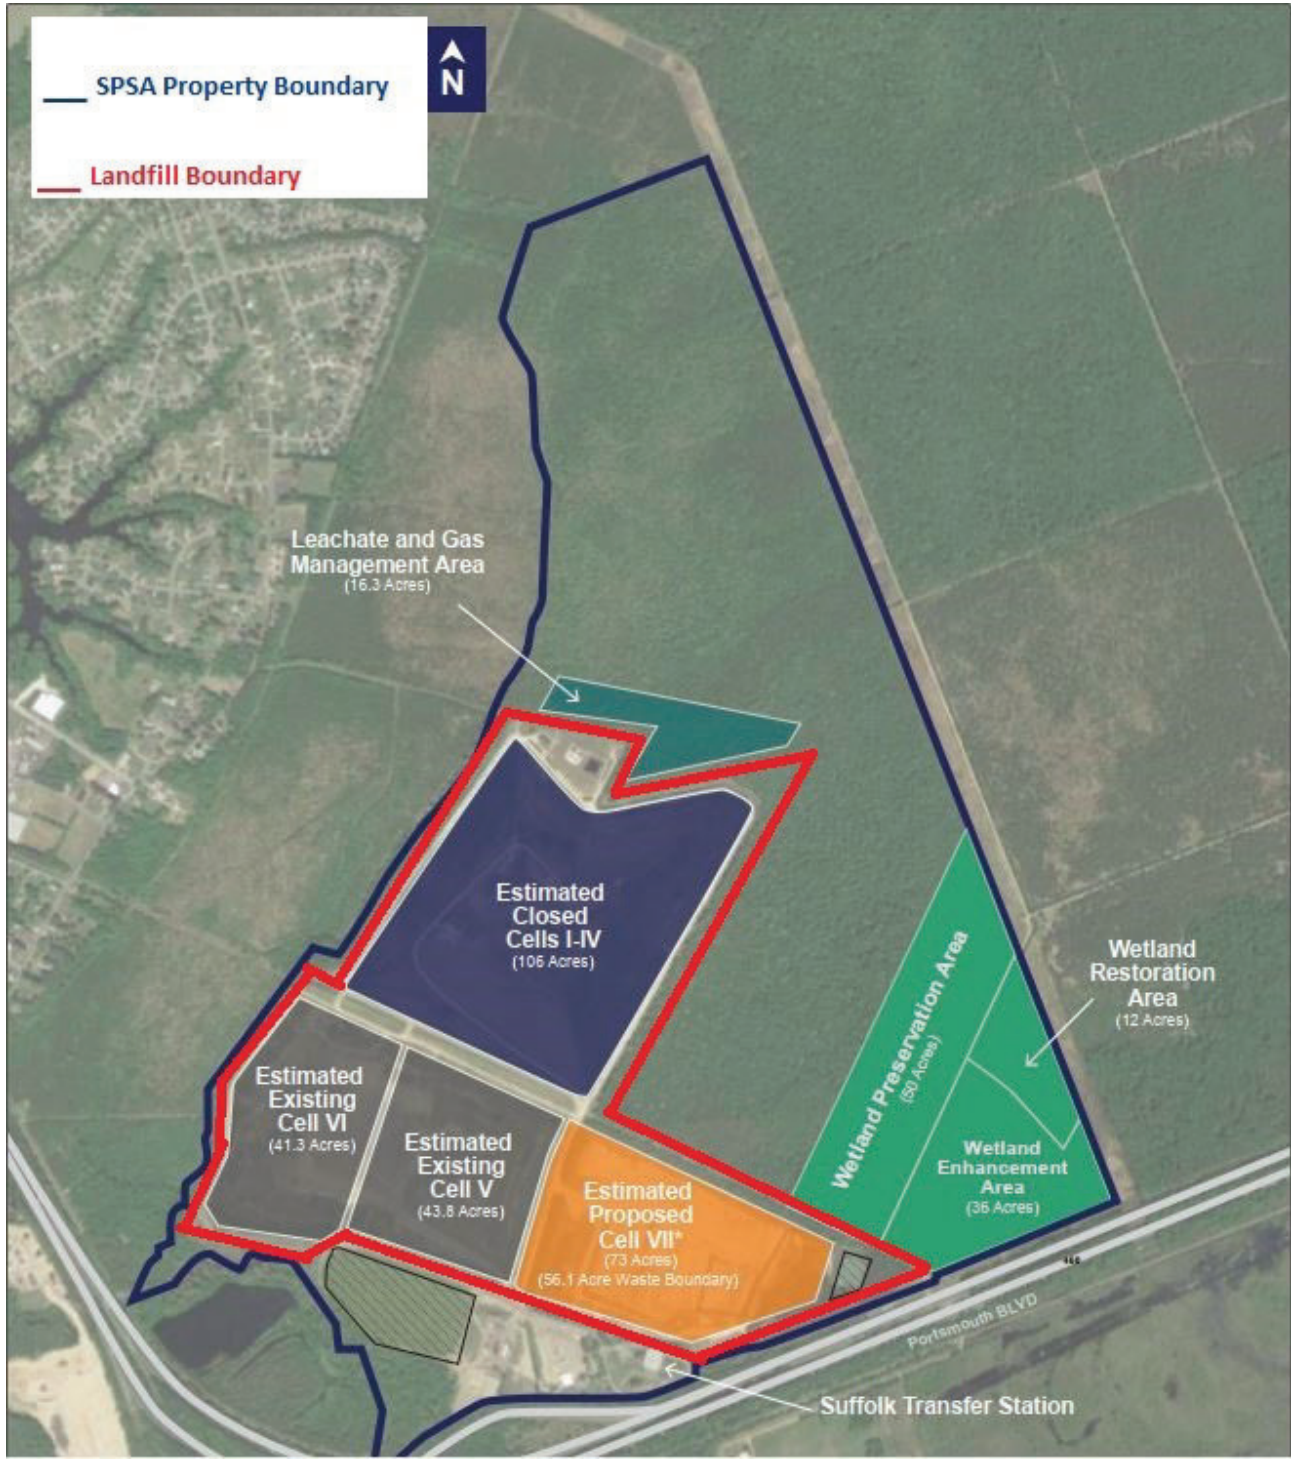 SPSA Property Boundary
N
Landfill Boundary
Leachate and Gas
Management Area
(16.3 Acres)
Estimated
Closed
Cells I-IV
(106 Acres)
Wetland Preservation Area
(50 Acres)
Wetland
Restoration
Area
(12 Acres)
Estimated
Existing
Cell VI
(41.3 Acres)
Estimated
Existing
Cell V
(43.8 Acres)
Estimated
Proposed
Cell VII*
(73 Acres)
(56.1 Acre Waste Boundary)
Wetland
Enhancement
Area
(36 Acres)
460
Portsmouth BLVD
Suffolk Transfer Station